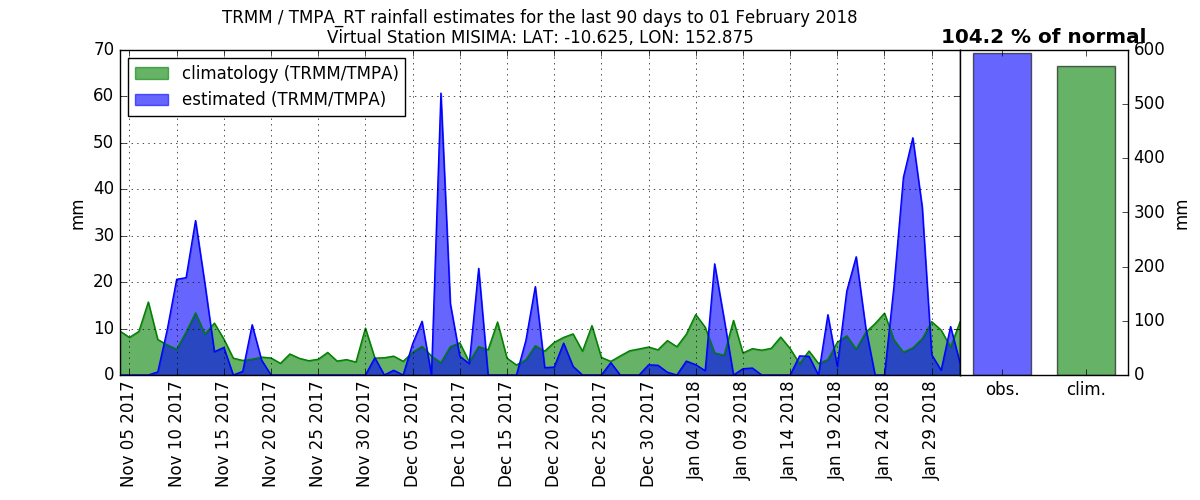 TRMM / TMPA_RT rainfall estimates for the last 90 days to 01 February 2018
Virtual Station MISIMA: LAT: -10.625, LON: 152.875
104.2 % of normal
climatology (TRMM/TMPA)
estimated (TRMM/TMPA)
70
60
50
40
30
20
10
0
mm
600
500
400
300
200
100
0
mm
Nov 05 2017
Nov 10 2017
Nov 15 2017
Nov 20 2017
Nov 25 2017
Nov 30 2017
Dec 05 2017
Dec 10 2017
Dec 15 2017
Dec 20 2017
Dec 25 2017
Dec 30 2017
Jan 04 2018
Jan 09 2018
Jan 14 2018
Jan 19 2018
Jan 24 2018
Jan 29 2018
obs.
clim.